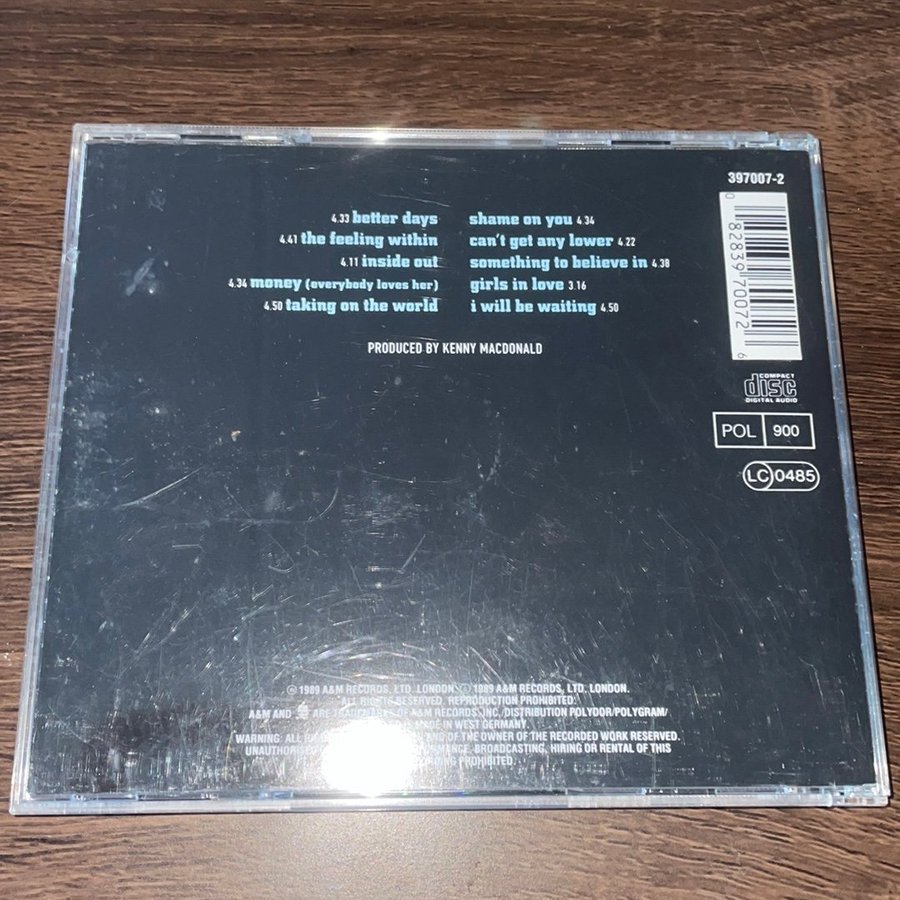 397007-2
4.33 better days
4.41 the feeling within
4.11 inside out
4.34 money (everybody loves her)
4.50 taking on the world
shame on you 4.34
can't get any lower 4.22
something to believe in 4.38
girls in love 3.16
i will be waiting 4.50
PRODUCED BY KENNY MACDONALD
0 82839 70072 6
COMPACT
disc
DIGITAL AUDIO
POL 900
LC 0485
℗ 1989 A&M RECORDS, LTD. LONDON. © 1989 A&M RECORDS, LTD. LONDON.
ALL RIGHTS RESERVED. REPRODUCTION PROHIBITED.
A&M AND ARE TRADEMARKS OF A&M RECORDS, INC./DISTRIBUTION POLYDOR/POLYGRAM/
MADE IN WEST GERMANY.
WARNING: ALL AND OF THE OWNER OF THE RECORDED WORK RESERVED.
UNAUTHORISED BROADCASTING, HIRING OR RENTAL OF THIS
PROHIBITED.